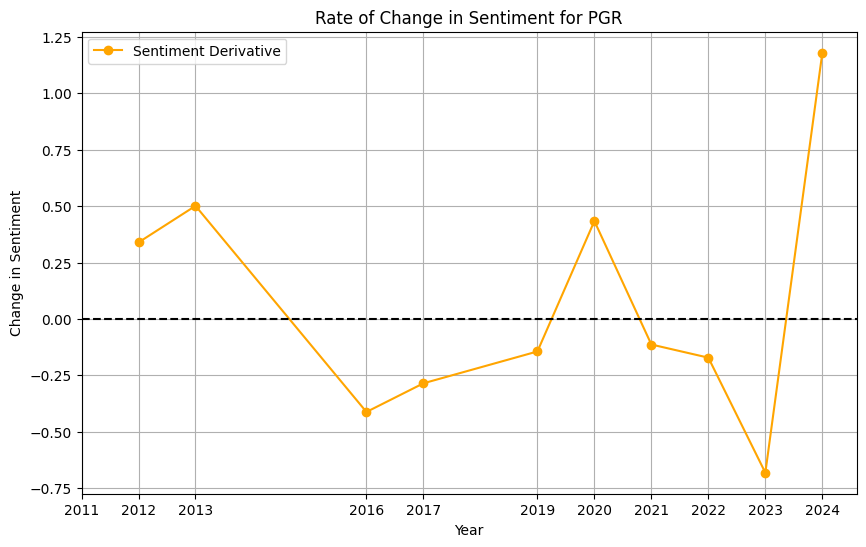 Rate of Change in Sentiment for PGR
Sentiment Derivative
Change in Sentiment
1.25
1.00
0.75
0.50
0.25
0.00
−0.25
−0.50
−0.75
2011 2012 2013 2016 2017 2019 2020 2021 2022 2023 2024
Year